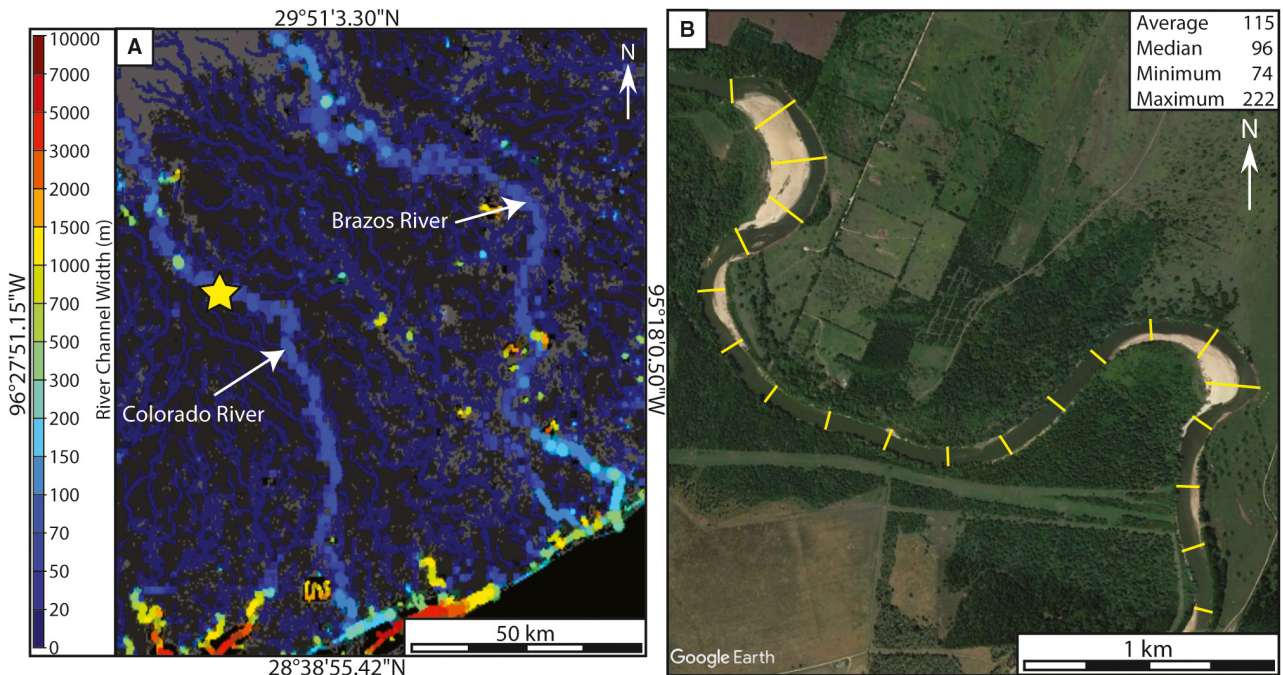 29°51'3.30"N
A
N
10000
7000
5000
3000
2000
1500
1000
700
500
300
200
150
100
70
50
20
0
River Channel Width (m)
96°27'51.15"W
Brazos River
Colorado River
50 km
28°38'55.42"N
95°18'0.50"W
B
Average 115
Median 96
Minimum 74
Maximum 222
N
Google Earth
1 km